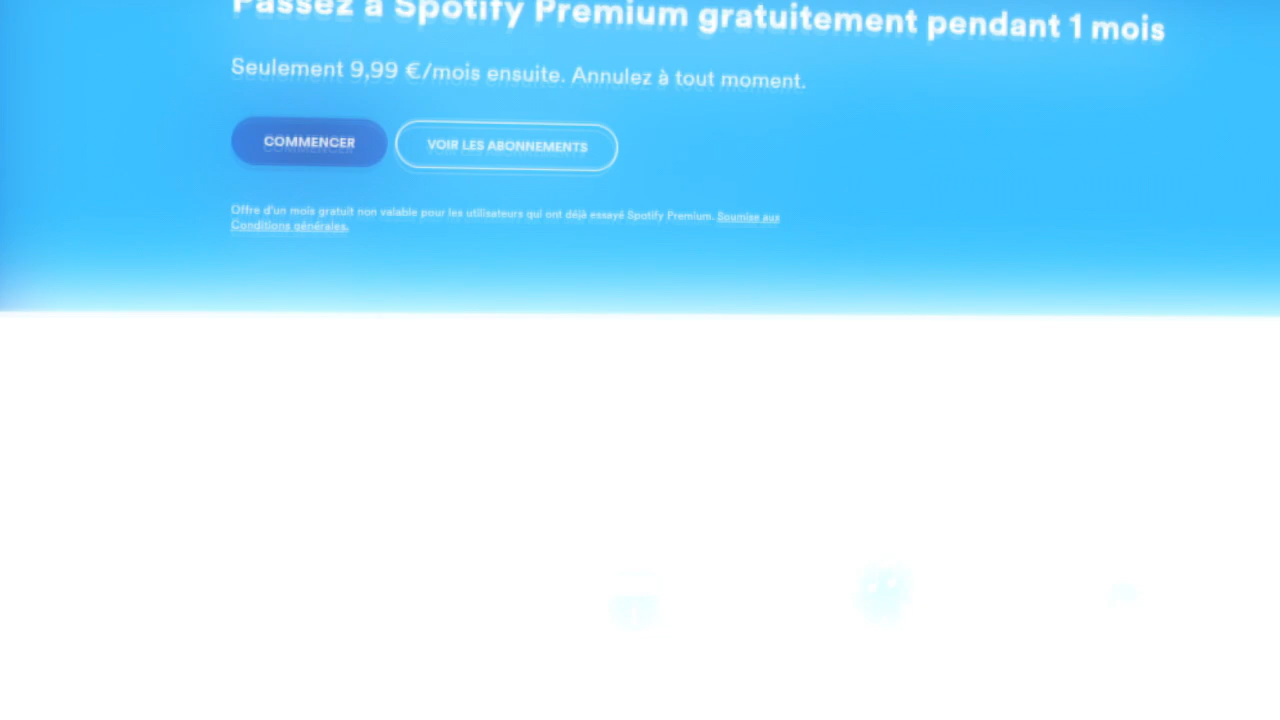 Passez à Spotify Premium gratuitement pendant 1 mois
Seulement 9,99 €/mois ensuite. Annulez à tout moment.
COMMENCER
VOIR LES ABONNEMENTS
Offre d'un mois gratuit non valable pour les utilisateurs qui ont déjà essayé Spotify Premium. Soumise aux
Conditions générales.